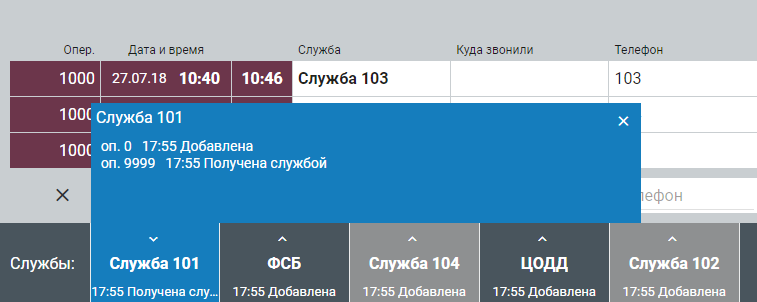 Опер. Дата и время Служба Куда звонили Телефон
1000 27.07.18 10:40 10:46 Служба 103 103
1000
1000
Служба 101
оп. 0 17:55 Добавлена
оп. 9999 17:55 Получена службой
лефон
Службы: Служба 101 ФСБ Служба 104 ЦОДД Служба 102
17:55 Получена слу... 17:55 Добавлена 17:55 Добавлена 17:55 Добавлена 17:55 Добавлена